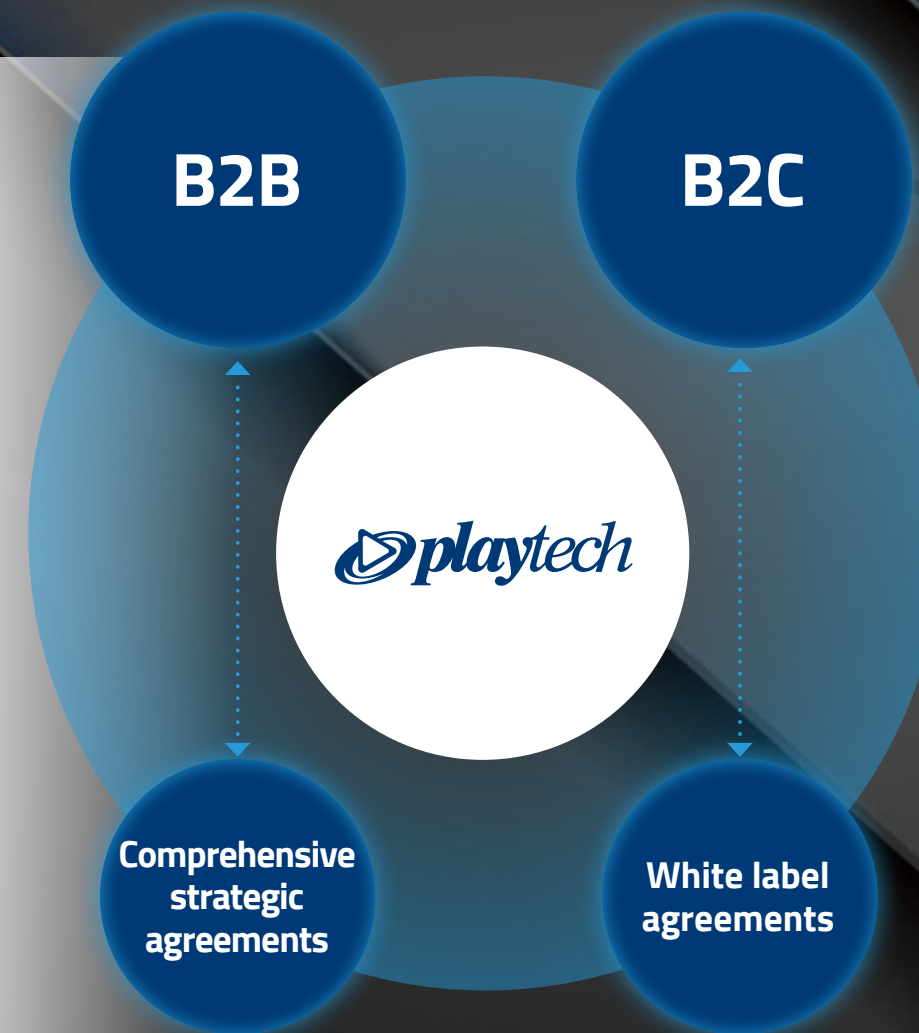 B2B
B2C
playtech
Comprehensive
strategic
agreements
White label
agreements